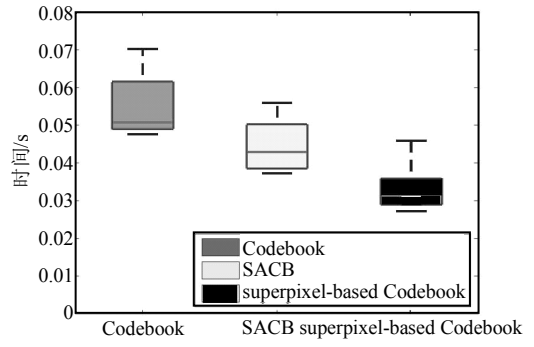 0.08
0.07
0.06
0.05
0.04
0.03
0.02
0.01
0
时间/s
Codebook
SACB
superpixel-based Codebook
Codebook
SACB superpixel-based Codebook